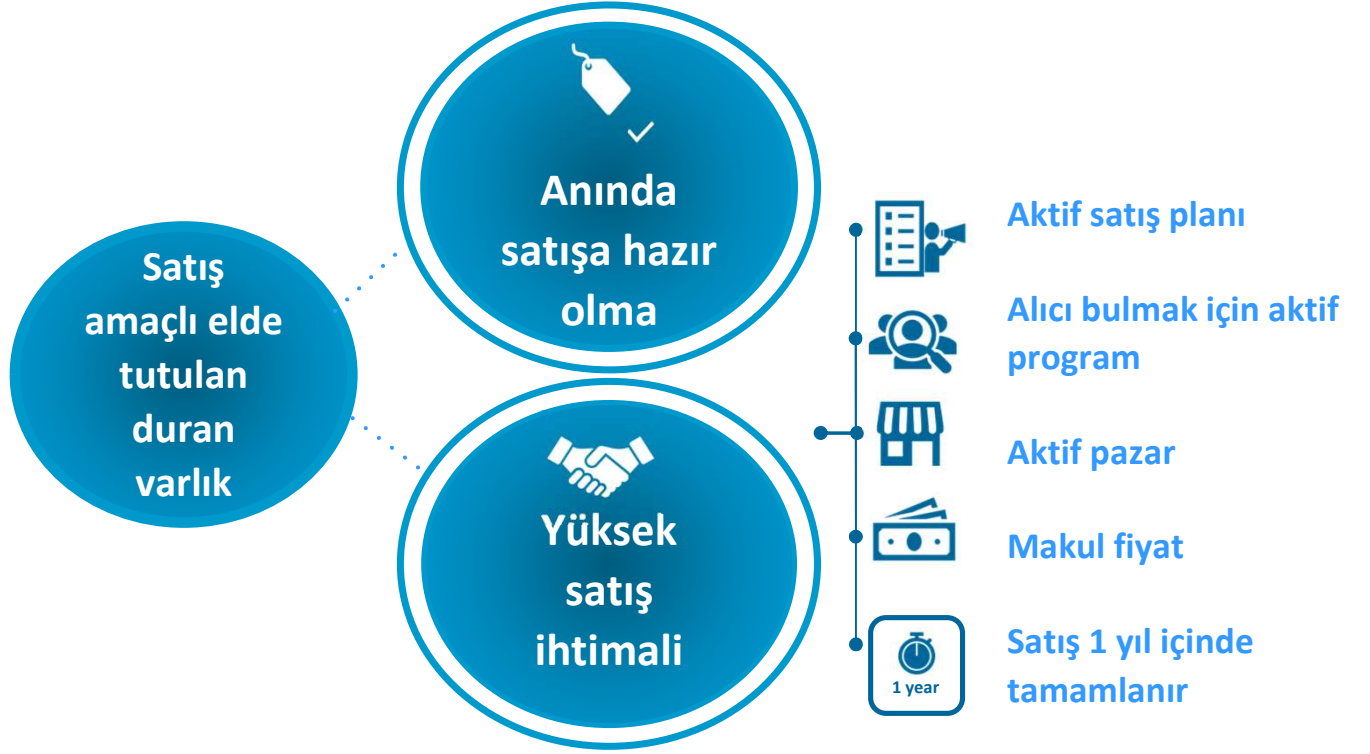 Satış
amaçlı elde
tutulan
duran
varlık
Anında
satışa hazır
olma
Yüksek
satış
ihtimali
Aktif satış planı
Alıcı bulmak için aktif
program
Aktif pazar
Makul fiyat
1 year
Satış 1 yıl içinde
tamamlanır